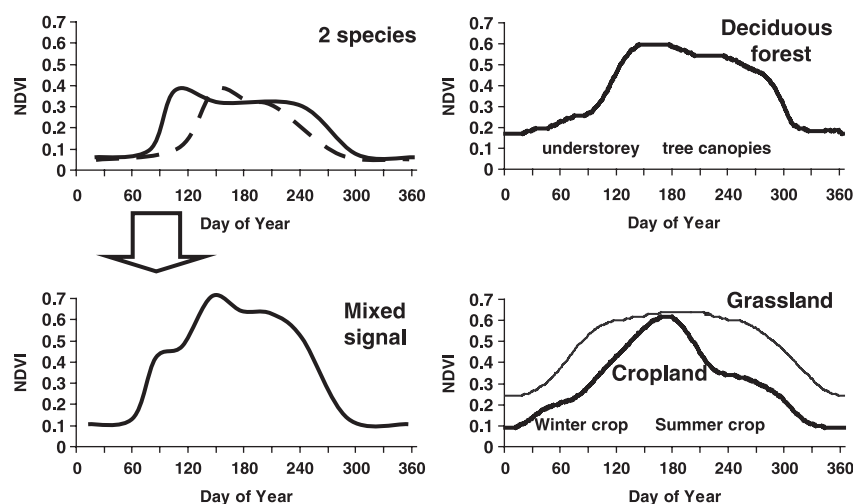 2 species
NDVI
0.7
0.6
0.5
0.4
0.3
0.2
0.1
0
0 60 120 180 240 300 360
Day of Year
Deciduous
forest
NDVI
0.7
0.6
0.5
0.4
0.3
0.2
0.1
0
understorey tree canopies
0 60 120 180 240 300 360
Day of Year
Mixed
signal
NDVI
0.7
0.6
0.5
0.4
0.3
0.2
0.1
0
0 60 120 180 240 300 360
Day of Year
Grassland
Cropland
NDVI
0.7
0.6
0.5
0.4
0.3
0.2
0.1
0
Winter crop Summer crop
0 60 120 180 240 300 360
Day of Year